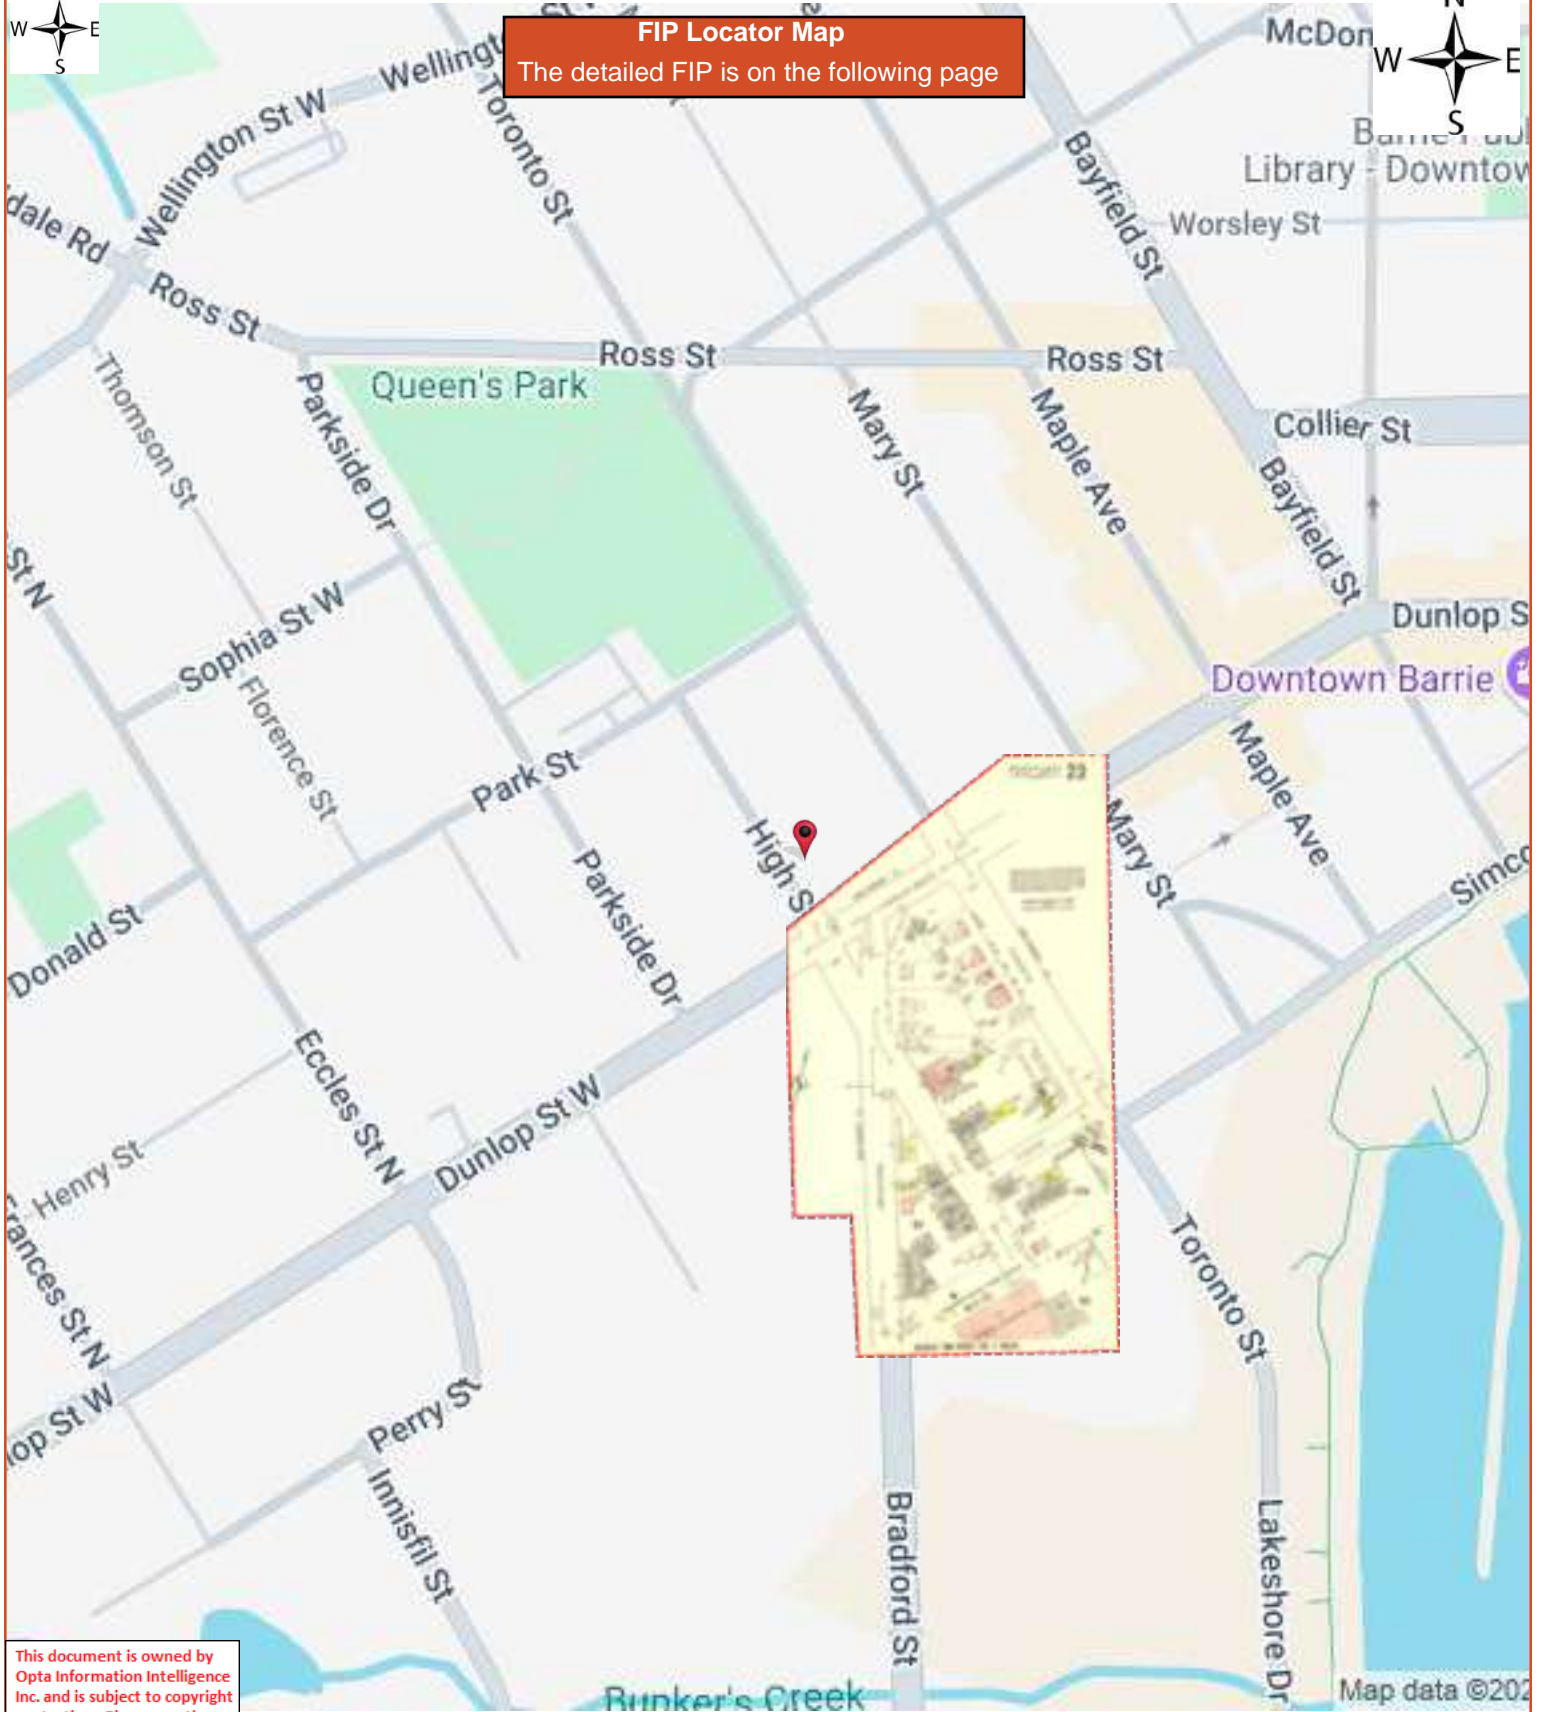 W E
S
FIP Locator Map
The detailed FIP is on the following page
N
W E
S
McDon
Wellingt
Wellington St W
Toronto St
Bayfield St
Library - Downtow
Worsley St
dale Rd
Ross St
Ross St
Ross St
Queen's Park
Thomson St
Parkside Dr
Mary St
Maple Ave
Collier St
Bayfield St
St N
Sophia St W
Dunlop S
Downtown Barrie
Florence St
Park St
Maple Ave
23
High S
Mary St
Parkside Dr
Simco
Donald St
Eccles St N
Dunlop St W
Henry St
rances St N
Toronto St
lop St W
Perry St
Innisfil St
Bradford St
Lakeshore Dr
This document is owned by
Opta Information Intelligence
Inc. and is subject to copyright
Bunker's Creek
Map data ©202